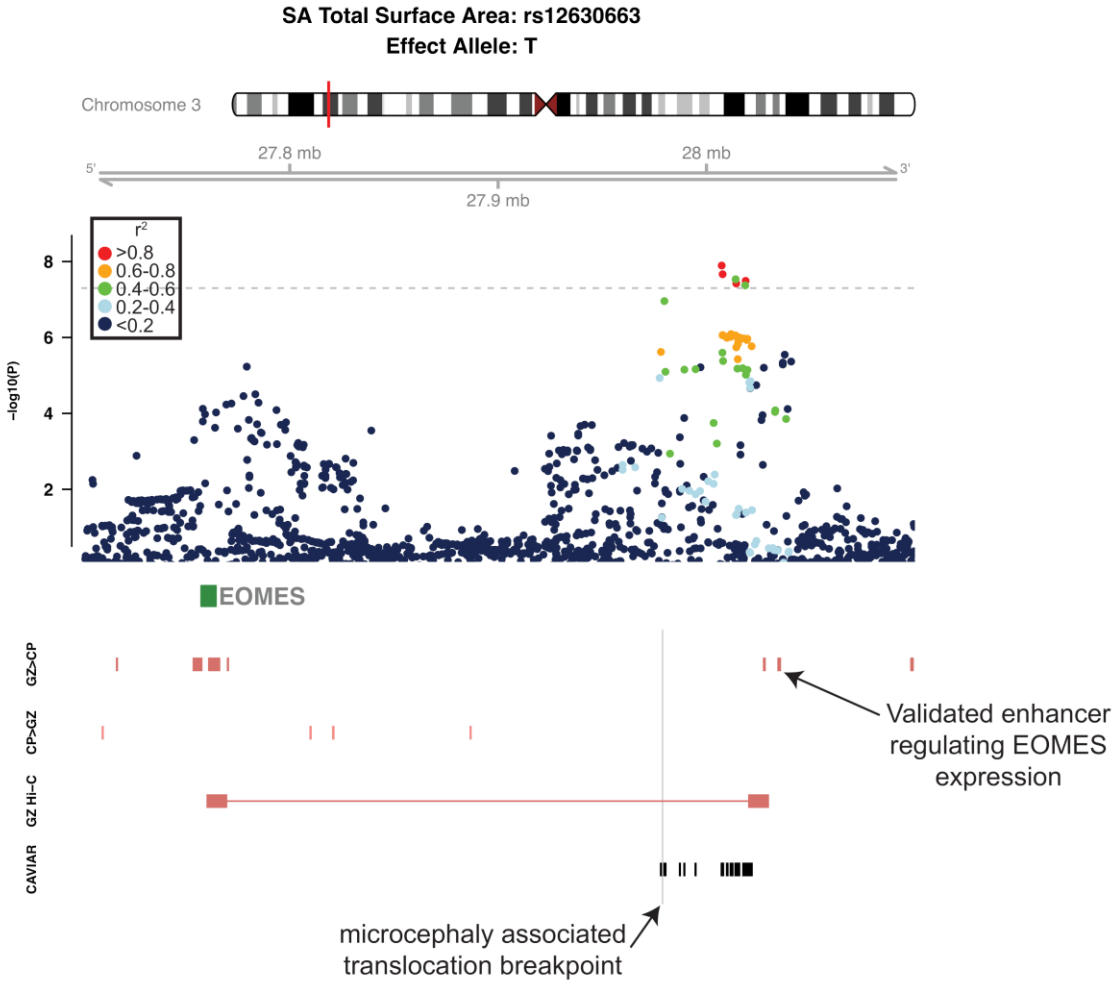 SA Total Surface Area: rs12630663
Effect Allele: T
Chromosome 3
27.8 mb
28 mb
5'
3'
27.9 mb
r²
>0.8
0.6-0.8
0.4-0.6
0.2-0.4
<0.2
8
6
4
2
−log10(P)
EOMES
GZ>CP
CP>GZ
GZ Hi−C
CAVIAR
Validated enhancer
regulating EOMES
expression
microcephaly associated
translocation breakpoint